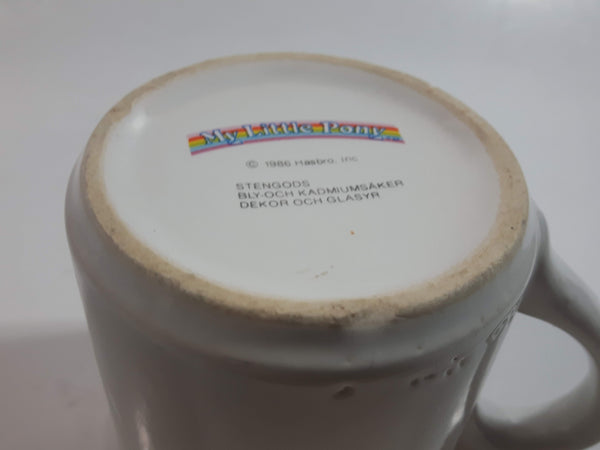 My Little Pony
© 1986 Hasbro, Inc
STENGODS
BLY-OCH KADMIUMSÄKER
DEKOR OCH GLASYR